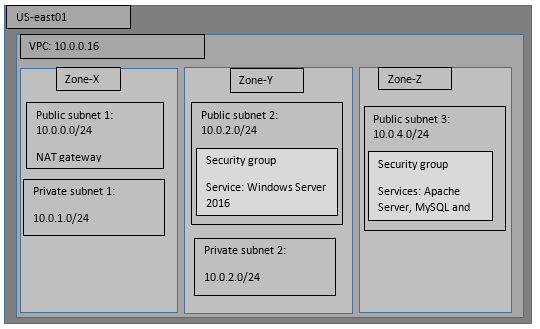 US-east01
VPC: 10.0.0.16
Zone-X
Public subnet 1:
10.0.0.0/24
NAT gateway
Private subnet 1:
10.0.1.0/24
Zone-Y
Public subnet 2:
10.0.2.0/24
Security group
Service: Windows Server
2016
Private subnet 2:
10.0.2.0/24
Zone-Z
Public subnet 3:
10.0.4.0/24
Security group
Services: Apache
Server, MySQL and